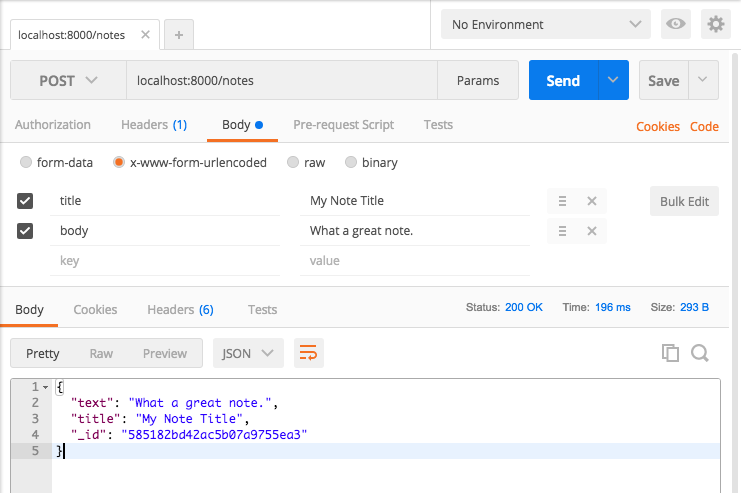 localhost:8000/notes
No Environment
POST localhost:8000/notes Params Send Save
Authorization Headers (1) Body Pre-request Script Tests Cookies Code
form-data x-www-form-urlencoded raw binary
title My Note Title Bulk Edit
body What a great note.
key value
Body Cookies Headers (6) Tests Status: 200 OK Time: 196 ms Size: 293 B
Pretty Raw Preview JSON
1 {
2 "text": "What a great note.",
3 "title": "My Note Title",
4 "_id": "585182bd42ac5b07a9755ea3"
5 }